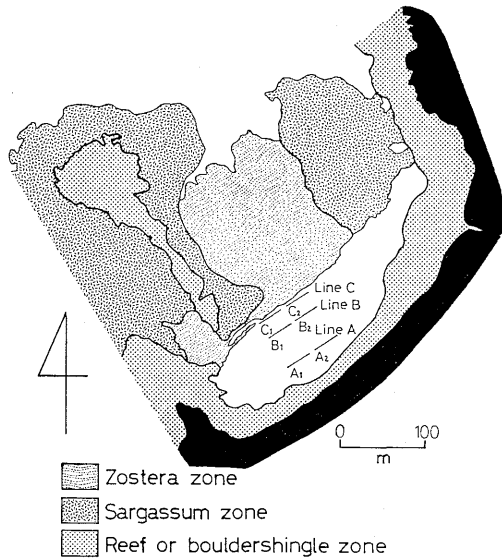 Line C
C₂ Line B
C₁
B₂ Line A
B₁
A₂
A₁
0 100
m
Zostera zone
Sargassum zone
Reef or bouldershingle zone